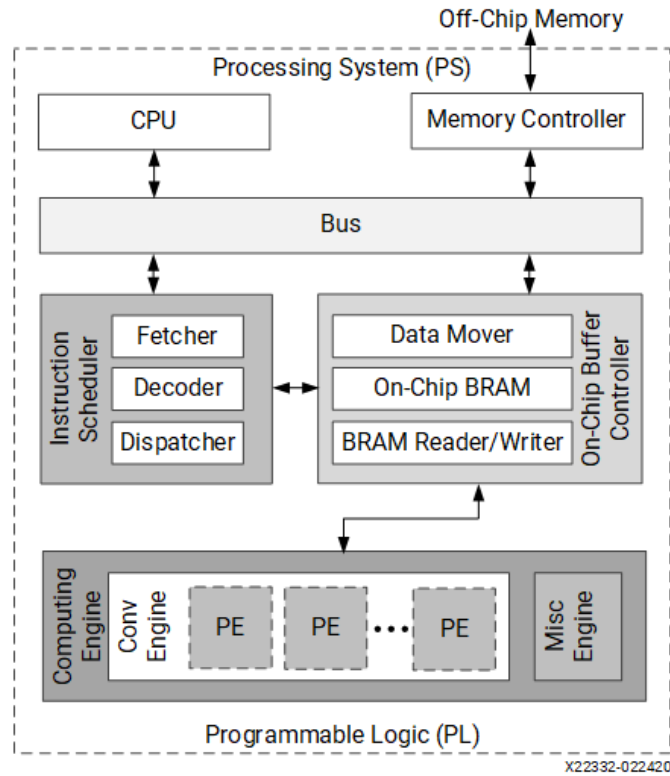 Off-Chip Memory
Processing System (PS)
CPU
Memory Controller
Bus
Instruction
Scheduler
Fetcher
Decoder
Dispatcher
Data Mover
On-Chip BRAM
BRAM Reader/Writer
On-Chip Buffer
Controller
Computing
Engine
Conv
Engine
PE
PE
PE
Misc
Engine
Programmable Logic (PL)
X22332-022420